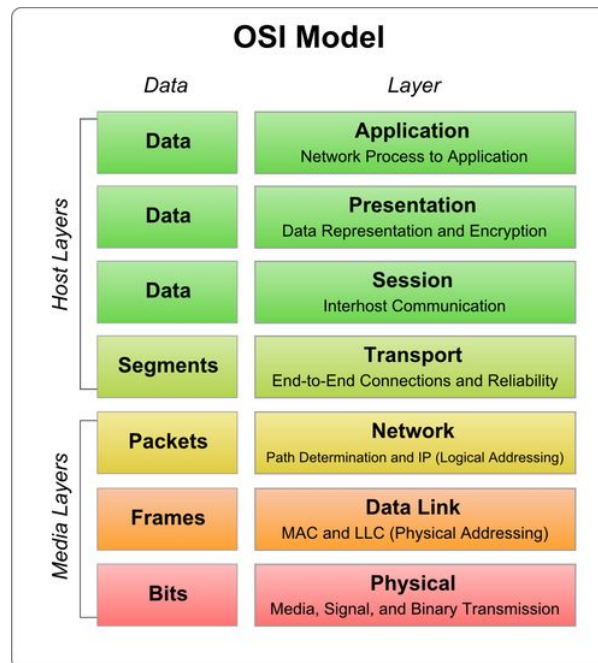 OSI Model
Data Layer
Host Layers
Data
Application
Network Process to Application
Data
Presentation
Data Representation and Encryption
Data
Session
Interhost Communication
Segments
Transport
End-to-End Connections and Reliability
Media Layers
Packets
Network
Path Determination and IP (Logical Addressing)
Frames
Data Link
MAC and LLC (Physical Addressing)
Bits
Physical
Media, Signal, and Binary Transmission